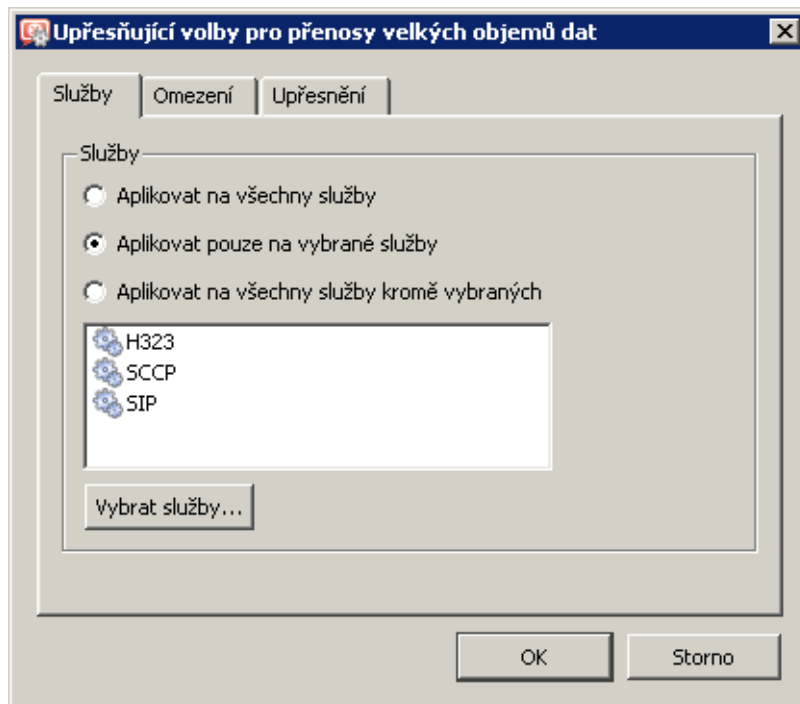 Upřesňující volby pro přenosy velkých objemů dat
Služby Omezení Upřesnění
Služby
Aplikovat na všechny služby
Aplikovat pouze na vybrané služby
Aplikovat na všechny služby kromě vybraných
H323
SCCP
SIP
Vybrat služby...
OK Storno